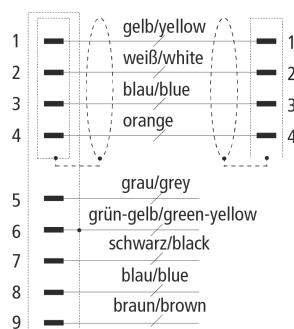 gelb/yellow
1 1
weiß/white
2 2
blau/blue
3 3
orange
4 4
grau/grey
5
grün-gelb/green-yellow
6
schwarz/black
7
blau/blue
8
braun/brown
9